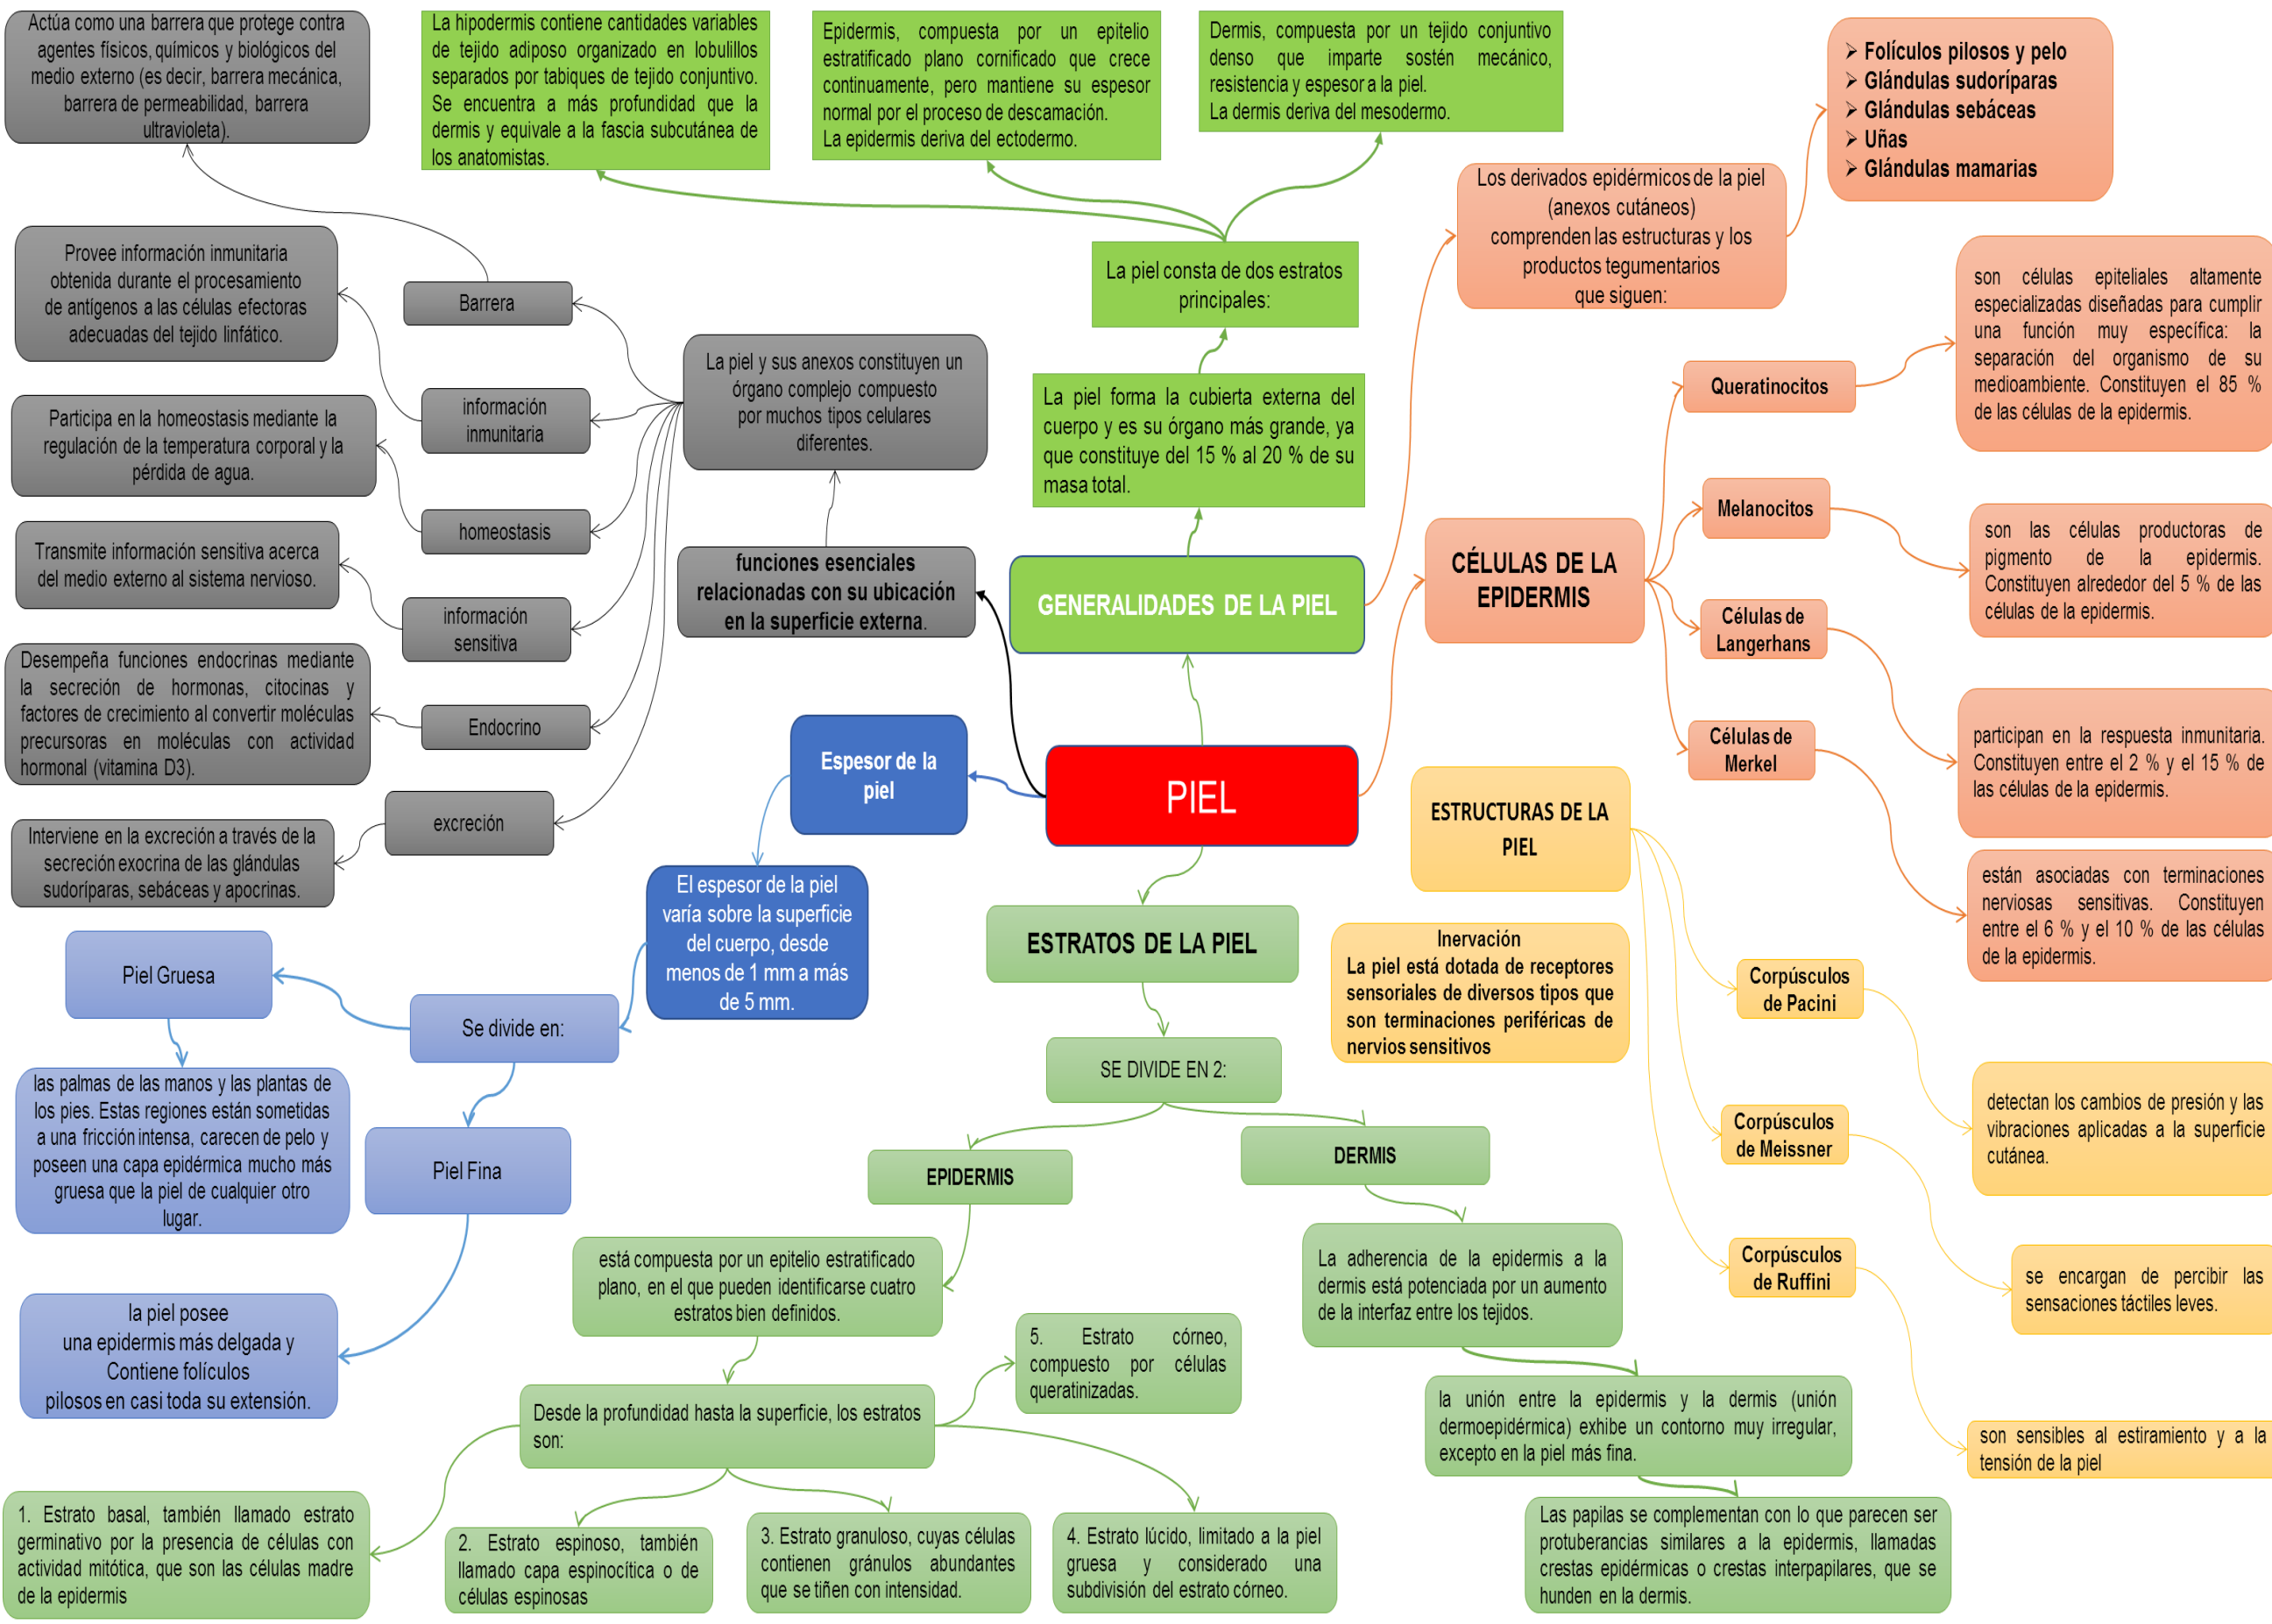 Actúa como una barrera que protege contra
agentes físicos, químicos y biológicos del
medio externo (es decir, barrera mecánica,
barrera de permeabilidad, barrera
ultravioleta).
La hipodermis contiene cantidades variables
de tejido adiposo organizado en lobulillos
separados por tabiques de tejido conjuntivo.
Se encuentra a más profundidad que la
dermis y equivale a la fascia subcutánea de
los anatomistas.
Epidermis, compuesta por un epitelio
estratificado plano cornificado que crece
continuamente, pero mantiene su espesor
normal por el proceso de descamación.
La epidermis deriva del ectodermo.
Dermis, compuesta por un tejido conjuntivo
denso que imparte sostén mecánico,
resistencia y espesor a la piel.
La dermis deriva del mesodermo.
➢ Folículos pilosos y pelo
➢ Glándulas sudoríparas
➢ Glándulas sebáceas
➢ Uñas
➢ Glándulas mamarias
Los derivados epidérmicos de la piel
(anexos cutáneos)
comprenden las estructuras y los
productos tegumentarios
que siguen:
Provee información inmunitaria
obtenida durante el procesamiento
de antígenos a las células efectoras
adecuadas del tejido linfático.
Barrera
La piel consta de dos estratos
principales:
son células epiteliales altamente
especializadas diseñadas para cumplir
una función muy específica: la
separación del organismo de su
medioambiente. Constituyen el 85 %
de las células de la epidermis.
La piel y sus anexos constituyen un
órgano complejo compuesto
por muchos tipos celulares
diferentes.
Queratinocitos
La piel forma la cubierta externa del
cuerpo y es su órgano más grande, ya
que constituye del 15 % al 20 % de su
masa total.
información
inmunitaria
Participa en la homeostasis mediante la
regulación de la temperatura corporal y la
pérdida de agua.
homeostasis
Melanocitos
son las células productoras de
pigmento de la epidermis.
Constituyen alrededor del 5 % de las
células de la epidermis.
Transmite información sensitiva acerca
del medio externo al sistema nervioso.
funciones esenciales
relacionadas con su ubicación
en la superficie externa.
GENERALIDADES DE LA PIEL
CÉLULAS DE LA
EPIDERMIS
información
sensitiva
Células de
Langerhans
Desempeña funciones endocrinas mediante
la secreción de hormonas, citocinas y
factores de crecimiento al convertir moléculas
precursoras en moléculas con actividad
hormonal (vitamina D3).
Endocrino
Espesor de la
piel
PIEL
Células de
Merkel
participan en la respuesta inmunitaria.
Constituyen entre el 2 % y el 15 % de
las células de la epidermis.
ESTRUCTURAS DE LA
PIEL
excreción
Interviene en la excreción a través de la
secreción exocrina de las glándulas
sudoríparas, sebáceas y apocrinas.
El espesor de la piel
varía sobre la superficie
del cuerpo, desde
menos de 1 mm a más
de 5 mm.
están asociadas con terminaciones
nerviosas sensitivas. Constituyen
entre el 6 % y el 10 % de las células
de la epidermis.
ESTRATOS DE LA PIEL
Inervación
La piel está dotada de receptores
sensoriales de diversos tipos que
son terminaciones periféricas de
nervios sensitivos
Piel Gruesa
Se divide en:
Corpúsculos
de Pacini
SE DIVIDE EN 2:
las palmas de las manos y las plantas de
los pies. Estas regiones están sometidas
a una fricción intensa, carecen de pelo y
poseen una capa epidérmica mucho más
gruesa que la piel de cualquier otro
lugar.
Piel Fina
detectan los cambios de presión y las
vibraciones aplicadas a la superficie
cutánea.
Corpúsculos
de Meissner
EPIDERMIS
DERMIS
está compuesta por un epitelio estratificado
plano, en el que pueden identificarse cuatro
estratos bien definidos.
La adherencia de la epidermis a la
dermis está potenciada por un aumento
de la interfaz entre los tejidos.
Corpúsculos
de Ruffini
se encargan de percibir las
sensaciones táctiles leves.
la piel posee
una epidermis más delgada y
Contiene folículos
pilosos en casi toda su extensión.
5. Estrato córneo,
compuesto por células
queratinizadas.
Desde la profundidad hasta la superficie, los estratos
son:
la unión entre la epidermis y la dermis (unión
dermoepidérmica) exhibe un contorno muy irregular,
excepto en la piel más fina.
son sensibles al estiramiento y a la
tensión de la piel
1. Estrato basal, también llamado estrato
germinativo por la presencia de células con
actividad mitótica, que son las células madre
de la epidermis
2. Estrato espinoso, también
llamado capa espinocítica o de
células espinosas
3. Estrato granuloso, cuyas células
contienen gránulos abundantes
que se tiñen con intensidad.
4. Estrato lúcido, limitado a la piel
gruesa y considerado una
subdivisión del estrato córneo.
Las papilas se complementan con lo que parecen ser
protuberancias similares a la epidermis, llamadas
crestas epidérmicas o crestas interpapilares, que se
hunden en la dermis.